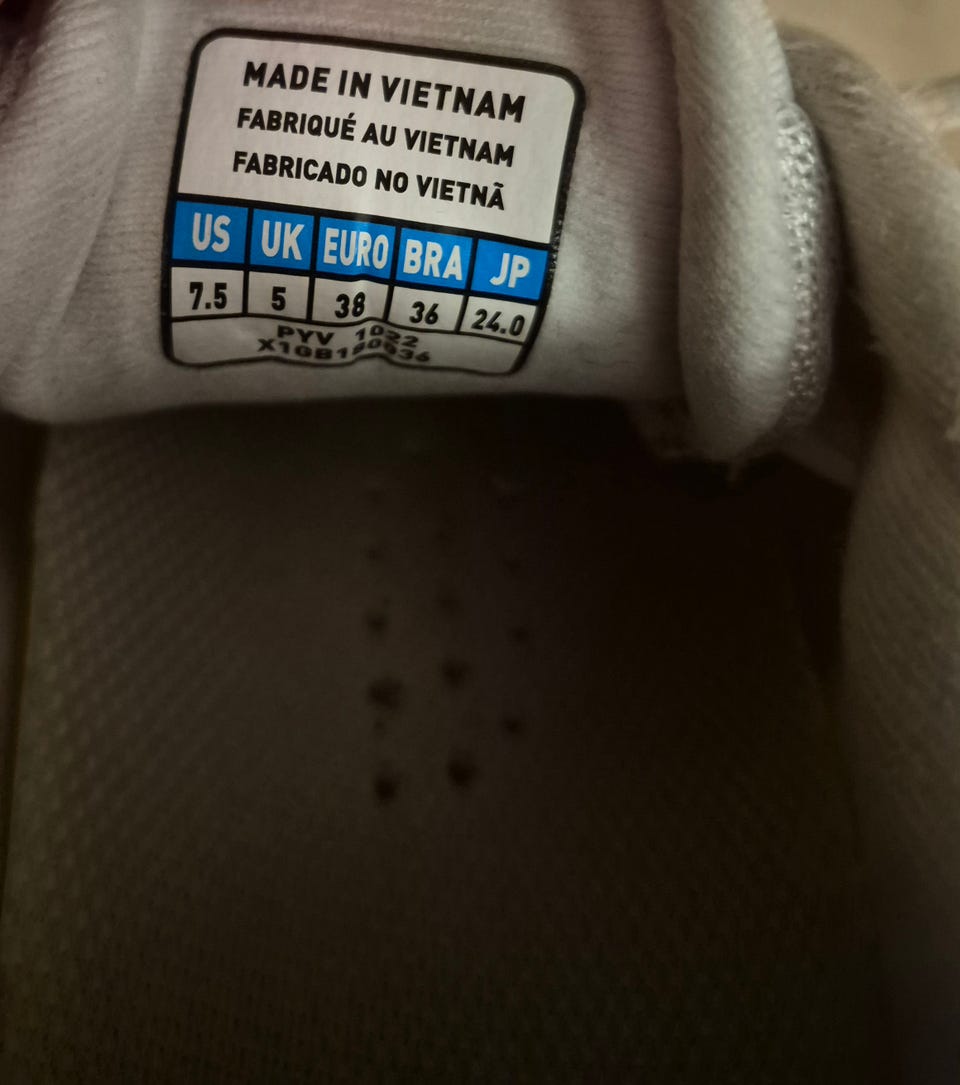 MADE IN VIETNAM
FABRIQUÉ AU VIETNAM
FABRICADO NO VIETNÃ
US UK EURO BRA JP
7.5 5 38 36 24.0
PYV 1022